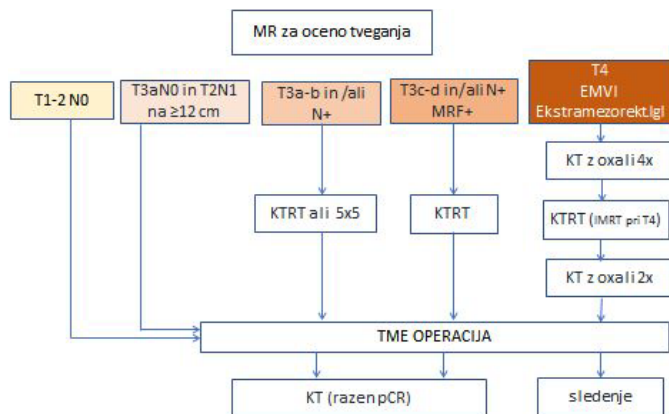 MR za oceno tveganja
T1-2 N0
T3aN0 in T2N1
na ≥12 cm
T3a-b in /ali
N+
T3c-d in/ali N+
MRF+
T4
EMVI
Ekstramezorekt.lgl
KT z oxali 4x
KTRT ali 5x5
KTRT
KTRT (IMRT pri T4)
KT z oxali 2x
TME OPERACIJA
KT (razen pCR)
sledenje